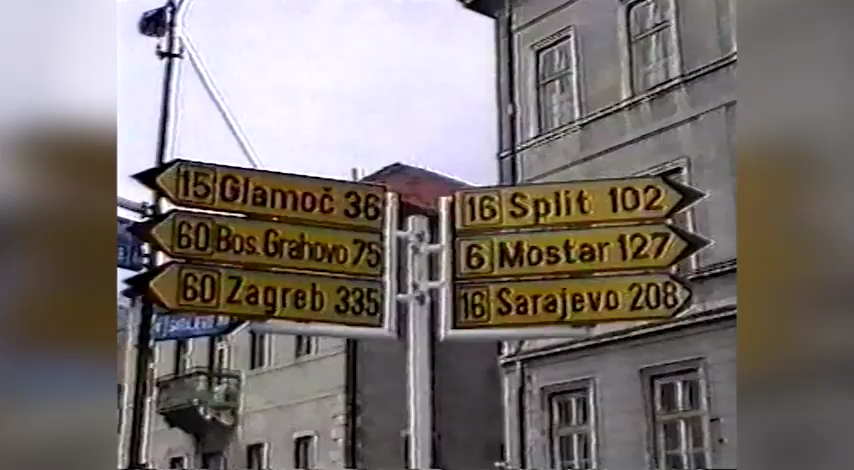 15 Glamoč 36
60 Bos.Grahovo 75
60 Zagreb 335
16 Split 102
6 Mostar 127
16 Sarajevo 208